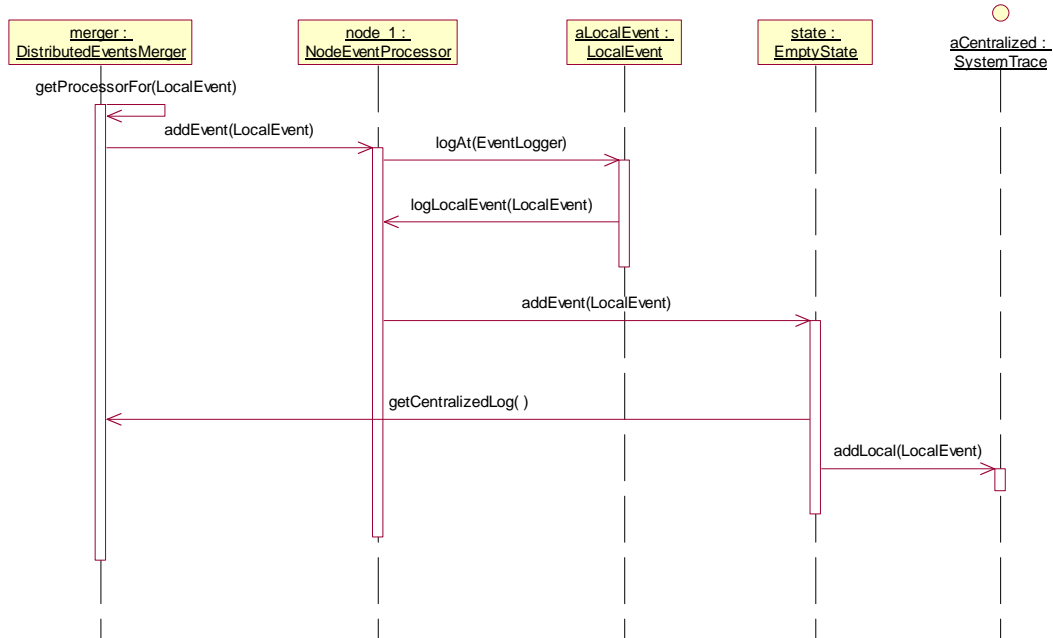 merger :
DistributedEventsMerger
node_1 :
NodeEventProcessor
aLocalEvent :
LocalEvent
state :
EmptyState
aCentralized :
SystemTrace
getProcessorFor(LocalEvent)
addEvent(LocalEvent)
logAt(EventLogger)
logLocalEvent(LocalEvent)
addEvent(LocalEvent)
getCentralizedLog( )
addLocal(LocalEvent)